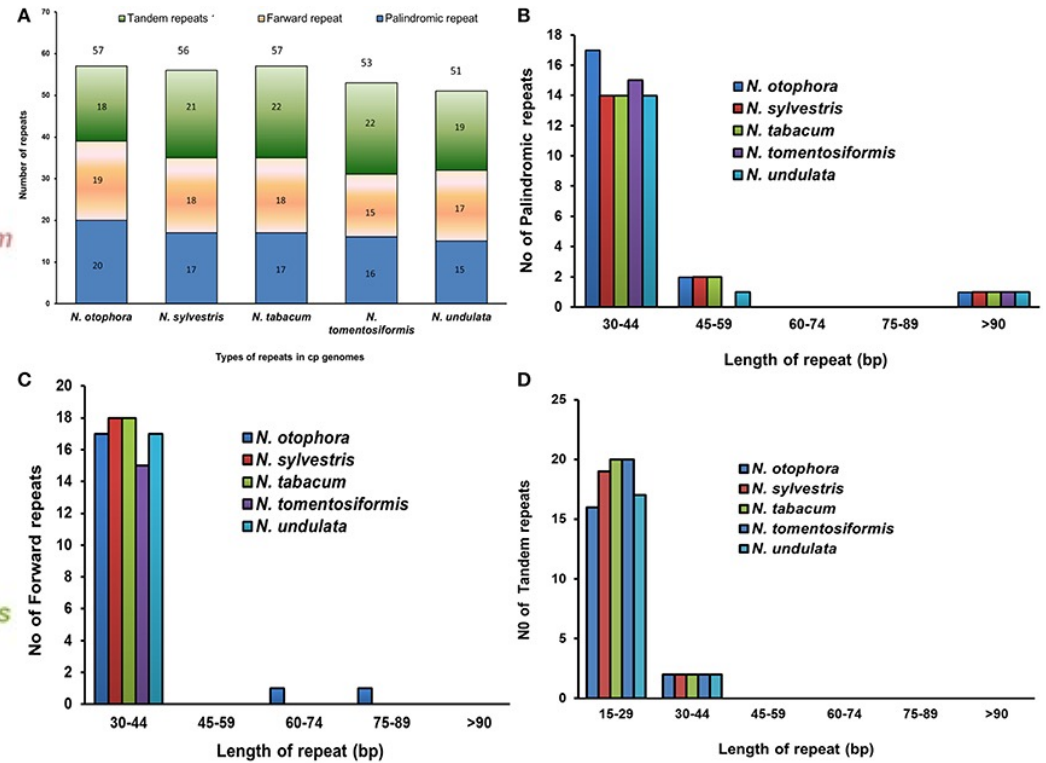 A
Tandem repeats
Farward repeat
Palindromic repeat
Number of repeats
70
60
50
40
30
20
10
0
57
56
57
53
51
18
21
22
22
19
19
18
18
15
17
20
17
17
16
15
N. otophora
N. sylvestris
N. tabacum
N. tomentosiformis
N. undulata
Types of repeats in cp genomes
B
No of Palindromic repeats
18
16
14
12
10
8
6
4
2
0
N. otophora
N. sylvestris
N. tabacum
N. tomentosiformis
N. undulata
30-44
45-59
60-74
75-89
>90
Length of repeat (bp)
C
No of Forward repeats
20
18
16
14
12
10
8
6
4
2
0
N. otophora
N. sylvestris
N. tabacum
N. tomentosiformis
N. undulata
30-44
45-59
60-74
75-89
>90
Length of repeat (bp)
D
N0 of Tandem repeats
25
20
15
10
5
0
N. otophora
N. sylvestris
N. tabacum
N. tomentosiformis
N. undulata
15-29
30-44
45-59
60-74
75-89
>90
Length of repeat (bp)